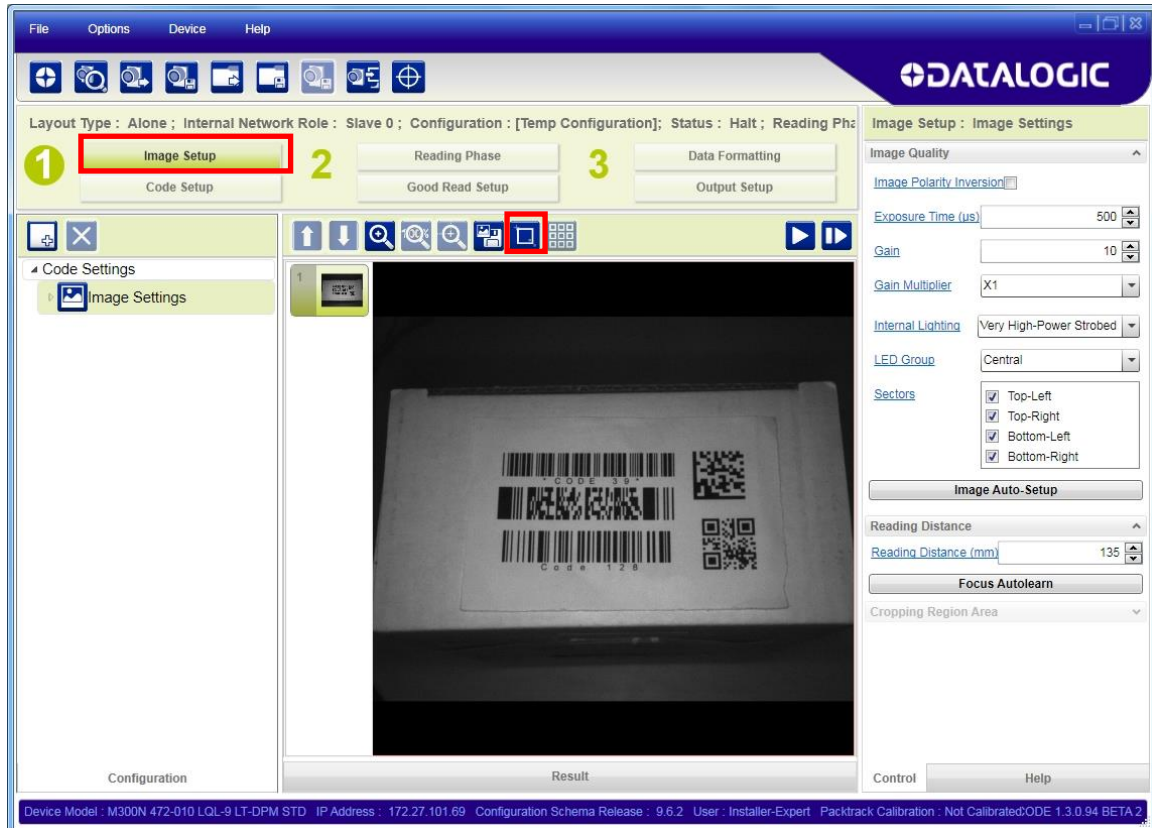 File Options Device Help
DATALOGIC
Layout Type : Alone ; Internal Network Role : Slave 0 ; Configuration : [Temp Configuration]; Status : Halt ; Reading Pha
1 Image Setup
Code Setup
2 Reading Phase
Good Read Setup
3 Data Formatting
Output Setup
Code Settings
Image Settings
Configuration
100%
1
* CODE 39 *
Code 128
Result
Image Setup : Image Settings
Image Quality
Image Polarity Inversion
Exposure Time (µs) 500
Gain 10
Gain Multiplier X1
Internal Lighting Very High-Power Strobed
LED Group Central
Sectors Top-Left
Top-Right
Bottom-Left
Bottom-Right
Image Auto-Setup
Reading Distance
Reading Distance (mm) 135
Focus Autolearn
Cropping Region Area
Control Help
Device Model : M300N 472-010 LQL-9 LT-DPM STD IP Address : 172.27.101.69 Configuration Schema Release : 9.6.2 User : Installer-Expert Packtrack Calibration : Not Calibrated CODE 1.3.0.94 BETA 2